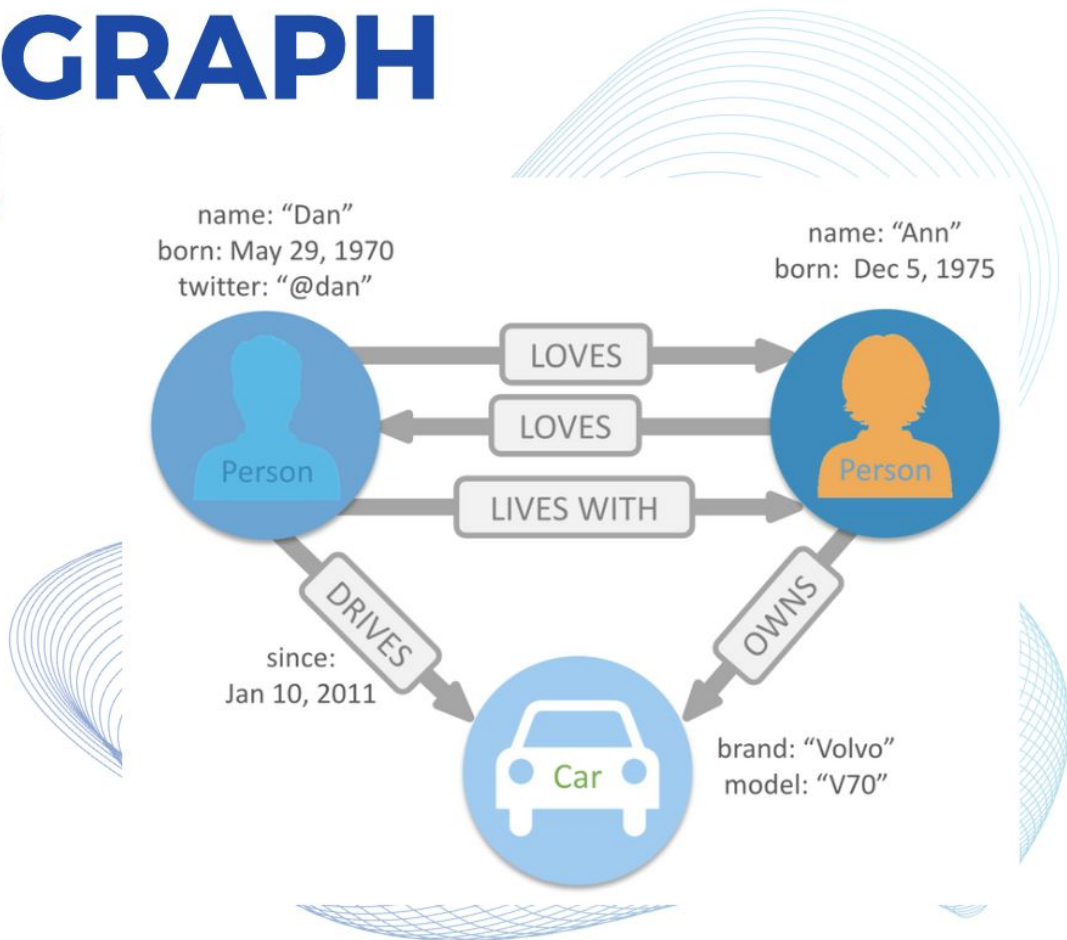 GRAPH
name: “Dan”
born: May 29, 1970
twitter: “@dan”
name: “Ann”
born: Dec 5, 1975
LOVES
LOVES
Person
Person
LIVES WITH
DRIVES
OWNS
since:
Jan 10, 2011
Car
brand: “Volvo”
model: “V70”